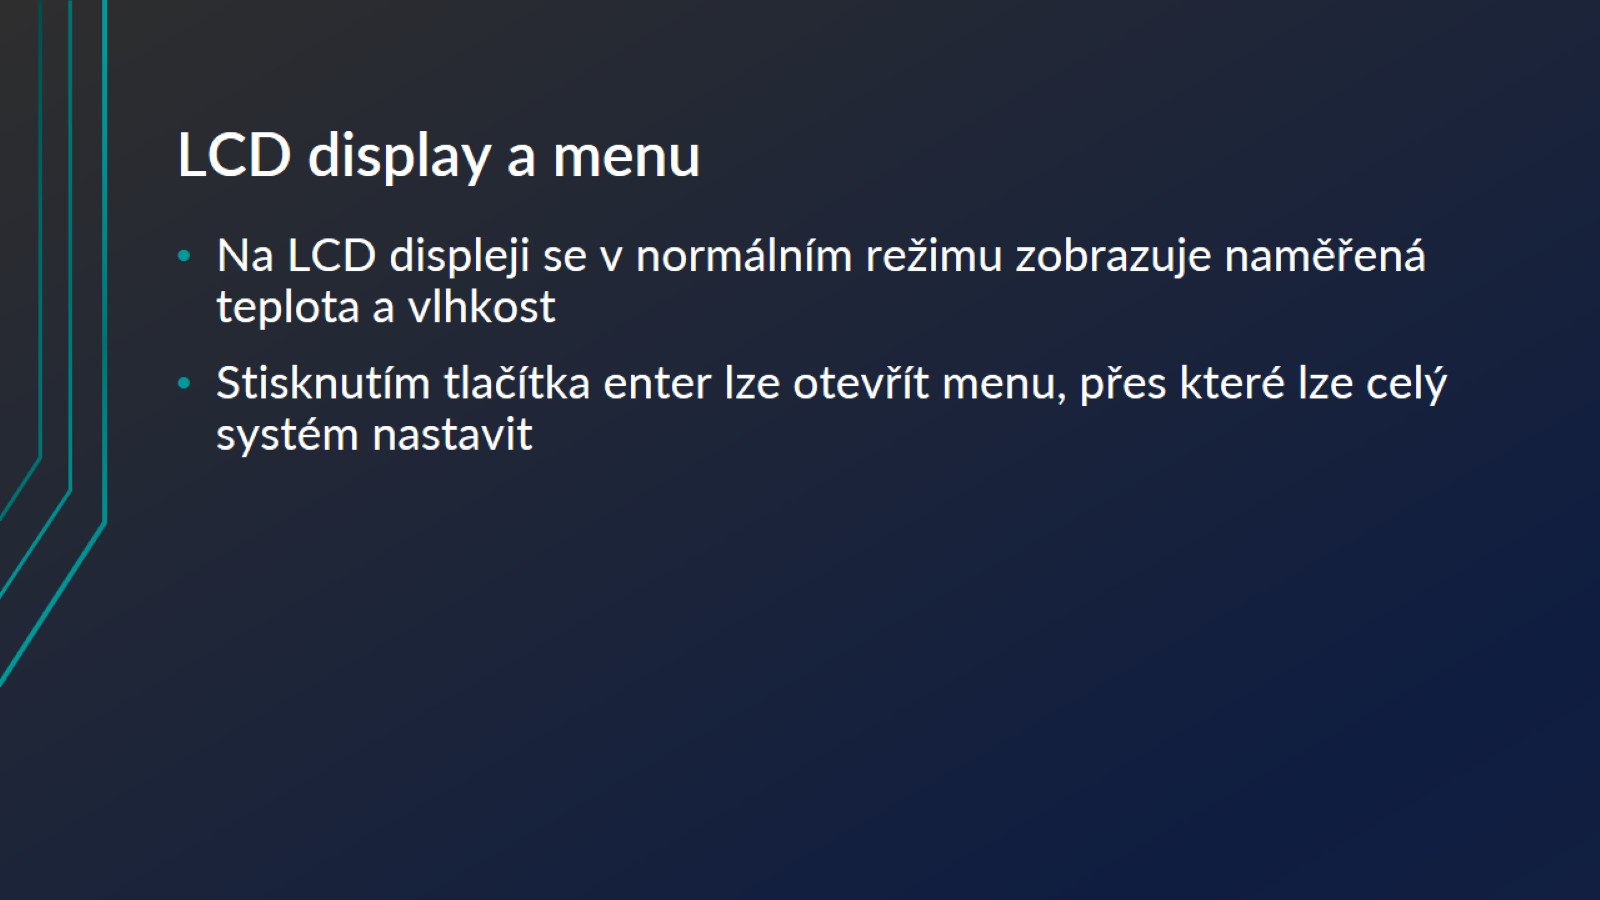 LCD display a menu
• Na LCD displeji se v normálním režimu zobrazuje naměřená
teplota a vlhkost
• Stisknutím tlačítka enter lze otevřít menu, přes které lze celý
systém nastavit